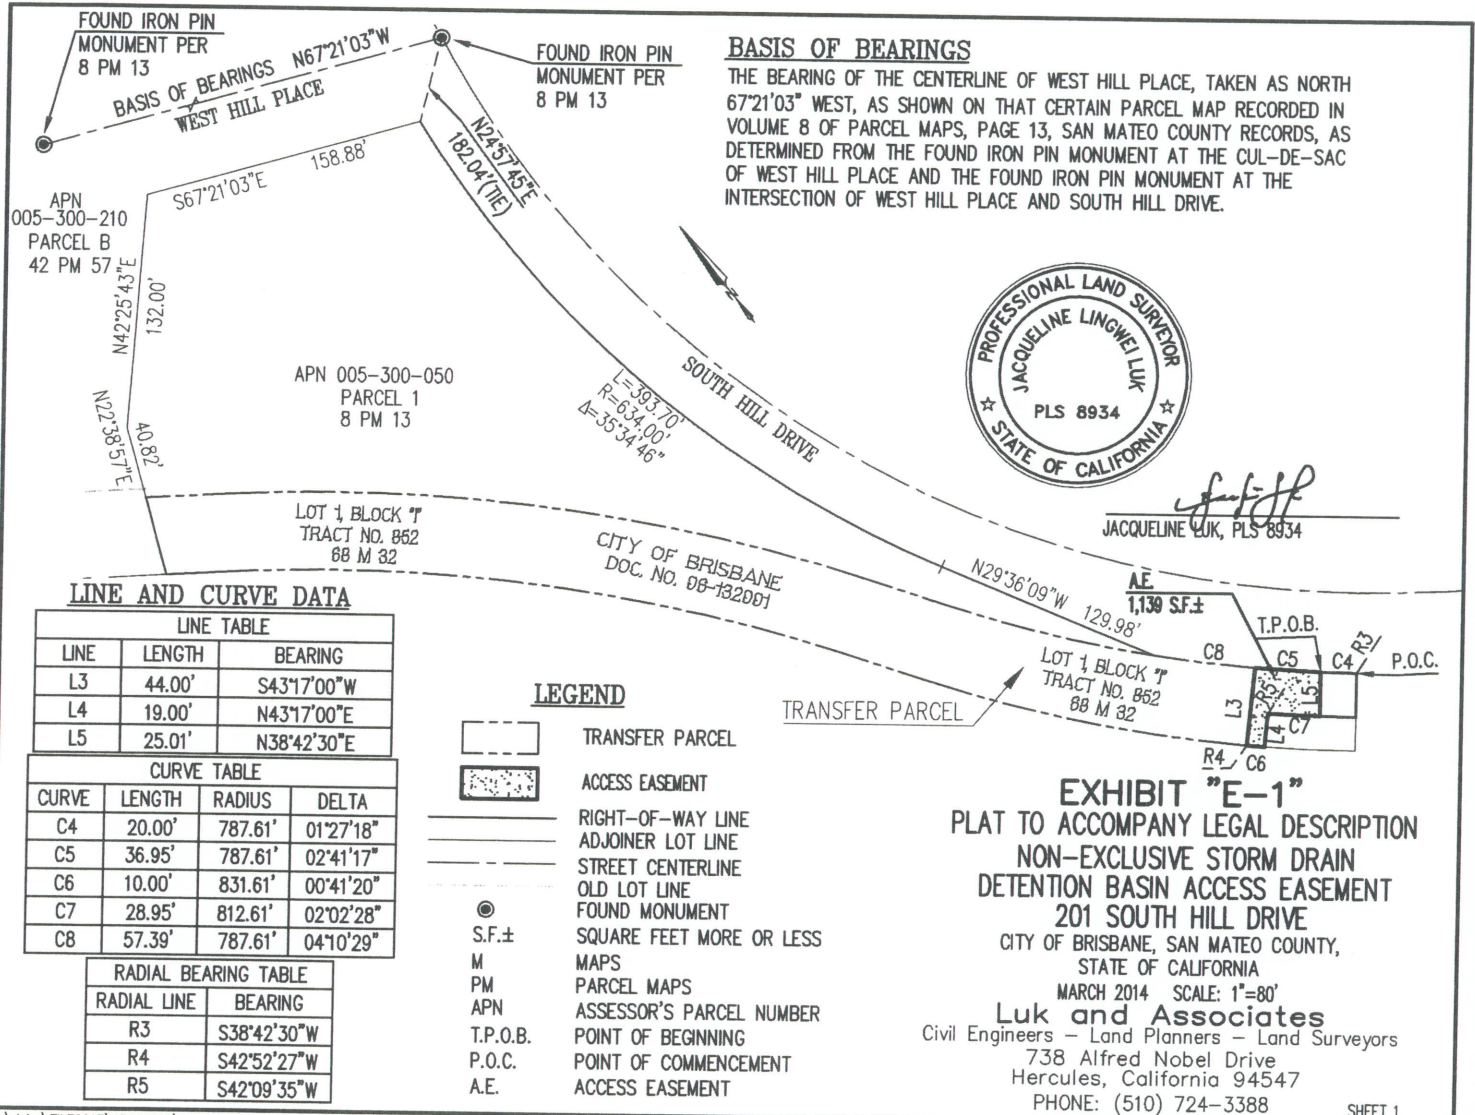 FOUND IRON PIN
MONUMENT PER
8 PM 13
BASIS OF BEARINGS N67°21'03"W
WEST HILL PLACE
FOUND IRON PIN
MONUMENT PER
8 PM 13
BASIS OF BEARINGS
THE BEARING OF THE CENTERLINE OF WEST HILL PLACE, TAKEN AS NORTH
67°21'03" WEST, AS SHOWN ON THAT CERTAIN PARCEL MAP RECORDED IN
VOLUME 8 OF PARCEL MAPS, PAGE 13, SAN MATEO COUNTY RECORDS, AS
DETERMINED FROM THE FOUND IRON PIN MONUMENT AT THE CUL-DE-SAC
OF WEST HILL PLACE AND THE FOUND IRON PIN MONUMENT AT THE
INTERSECTION OF WEST HILL PLACE AND SOUTH HILL DRIVE.
158.88'
S67°21'03"E
N24°57'45"E
182.04'(TIE)
APN
005-300-210
PARCEL B
42 PM 57
N42°25'43"E
132.00'
N22°38'57"E
40.82'
APN 005-300-050
PARCEL 1
8 PM 13
L=393.70'
R=634.00'
Δ=35°34'46"
SOUTH HILL DRIVE
N
PROFESSIONAL LAND SURVEYOR
JACQUELINE LINGWEI LUK
PLS 8934
STATE OF CALIFORNIA
JACQUELINE LUK, PLS 8934
LOT 1, BLOCK "I"
TRACT NO. 862
68 M 32
CITY OF BRISBANE
DOC. NO. 98-132091
N29°36'09"W 129.98'
A.E.
1,139 S.F.±
T.P.O.B.
C8
C5
C4
R3
P.O.C.
LOT 1, BLOCK "I"
TRACT NO. 862
68 M 32
TRANSFER PARCEL
L3
R5
L5
L4
C7
R4
C6
LINE AND CURVE DATA
LINE TABLE
LINE LENGTH BEARING
L3 44.00' S43°17'00"W
L4 19.00' N43°17'00"E
L5 25.01' N38°42'30"E
CURVE TABLE
CURVE LENGTH RADIUS DELTA
C4 20.00' 787.61' 01°27'18"
C5 36.95' 787.61' 02°41'17"
C6 10.00' 831.61' 00°41'20"
C7 28.95' 812.61' 02°02'28"
C8 57.39' 787.61' 04°10'29"
RADIAL BEARING TABLE
RADIAL LINE BEARING
R3 S38°42'30"W
R4 S42°52'27"W
R5 S42°09'35"W
LEGEND
TRANSFER PARCEL
ACCESS EASEMENT
RIGHT-OF-WAY LINE
ADJOINER LOT LINE
STREET CENTERLINE
OLD LOT LINE
FOUND MONUMENT
S.F.± SQUARE FEET MORE OR LESS
M MAPS
PM PARCEL MAPS
APN ASSESSOR'S PARCEL NUMBER
T.P.O.B. POINT OF BEGINNING
P.O.C. POINT OF COMMENCEMENT
A.E. ACCESS EASEMENT
EXHIBIT "E-1"
PLAT TO ACCOMPANY LEGAL DESCRIPTION
NON-EXCLUSIVE STORM DRAIN
DETENTION BASIN ACCESS EASEMENT
201 SOUTH HILL DRIVE
CITY OF BRISBANE, SAN MATEO COUNTY,
STATE OF CALIFORNIA
MARCH 2014 SCALE: 1"=80'
Luk and Associates
Civil Engineers - Land Planners - Land Surveyors
738 Alfred Nobel Drive
Hercules, California 94547
PHONE: (510) 724-3388
SHEET 1